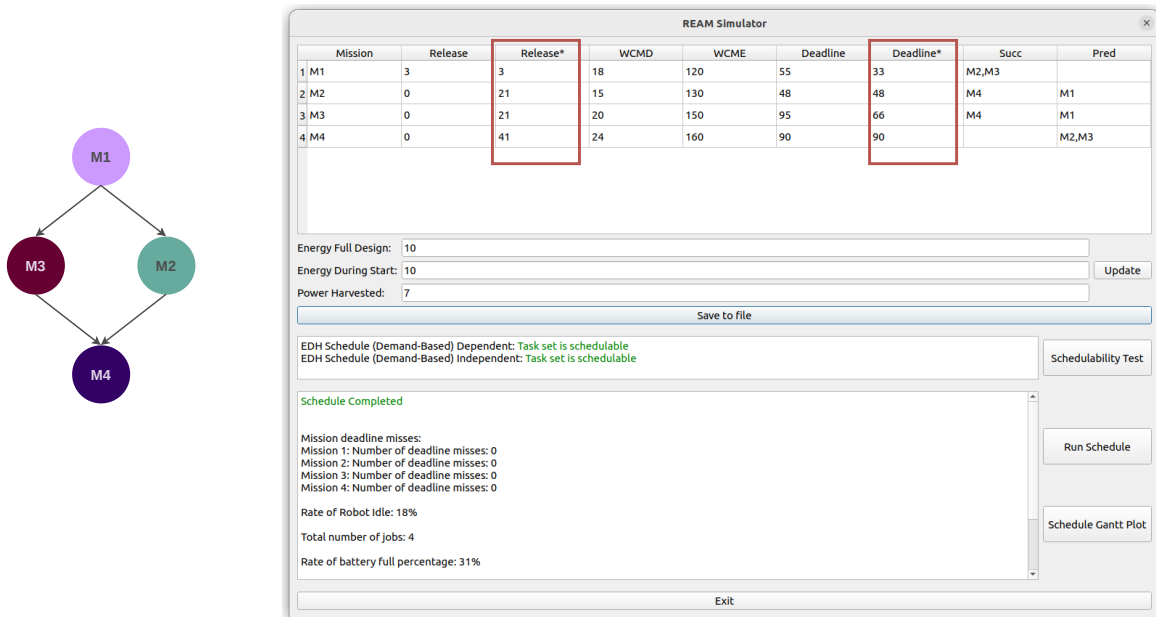 M1
M3
M2
M4
REAM Simulator
Mission Release Release* WCMD WCME Deadline Deadline* Succ Pred
1 M1 3 3 18 120 55 33 M2,M3
2 M2 0 21 15 130 48 48 M4 M1
3 M3 0 21 20 150 95 66 M4 M1
4 M4 0 41 24 160 90 90 M2,M3
Energy Full Design: 10
Energy During Start: 10 Update
Power Harvested: 7
Save to file
EDH Schedule (Demand-Based) Dependent: Task set is schedulable
EDH Schedule (Demand-Based) Independent: Task set is schedulable
Schedulability Test
Schedule Completed
Mission deadline misses:
Mission 1: Number of deadline misses: 0
Mission 2: Number of deadline misses: 0
Mission 3: Number of deadline misses: 0
Mission 4: Number of deadline misses: 0
Rate of Robot Idle: 18%
Total number of jobs: 4
Rate of battery full percentage: 31%
Run Schedule
Schedule Gantt Plot
Exit